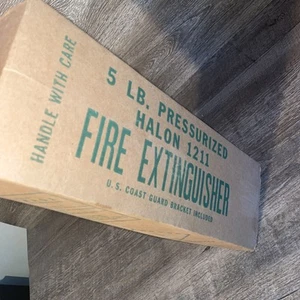 HANDLE WITH CARE
5 LB. PRESSURIZED
HALON 1211
FIRE EXTINGUISHER
U.S. COAST GUARD BRACKET INCLUDED